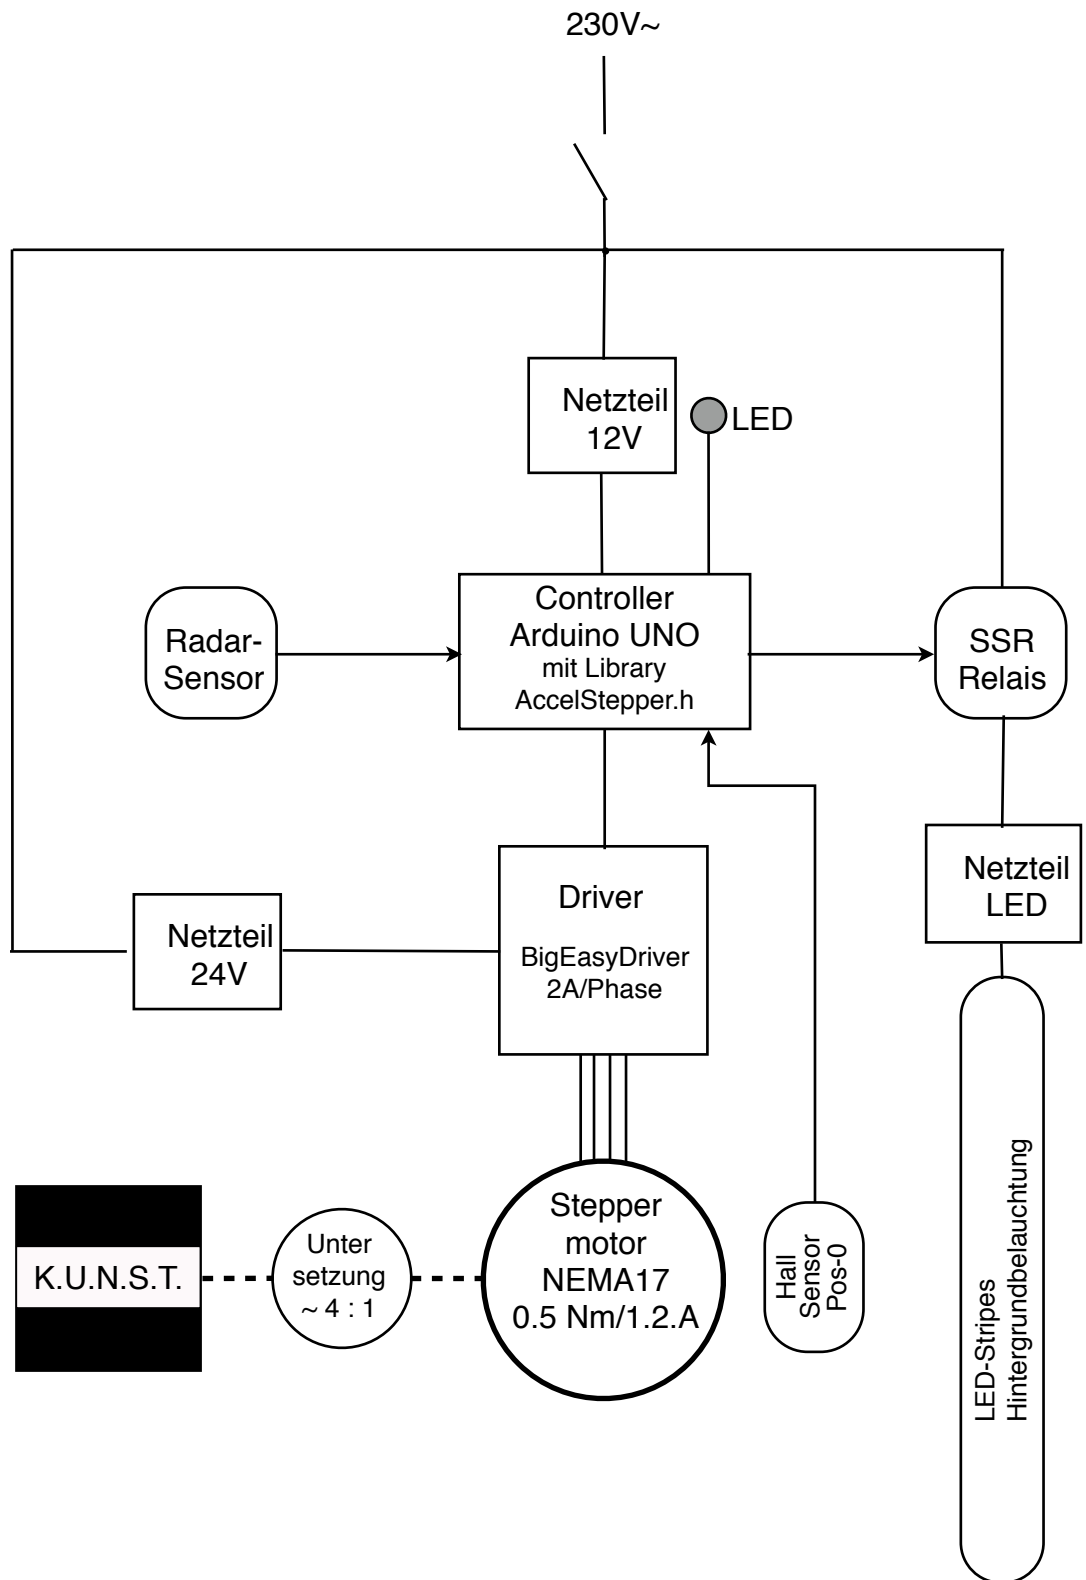 230V~
Netzteil
12V
LED
Radar-
Sensor
Controller
Arduino UNO
mit Library
AccelStepper.h
SSR
Relais
Driver
BigEasyDriver
2A/Phase
Netzteil
24V
Netzteil
LED
K.U.N.S.T.
Unter
setzung
~ 4 : 1
Stepper
motor
NEMA17
0.5 Nm/1.2.A
Hall
Sensor
Pos-0
LED-Stripes
Hintergrundbelauchtung